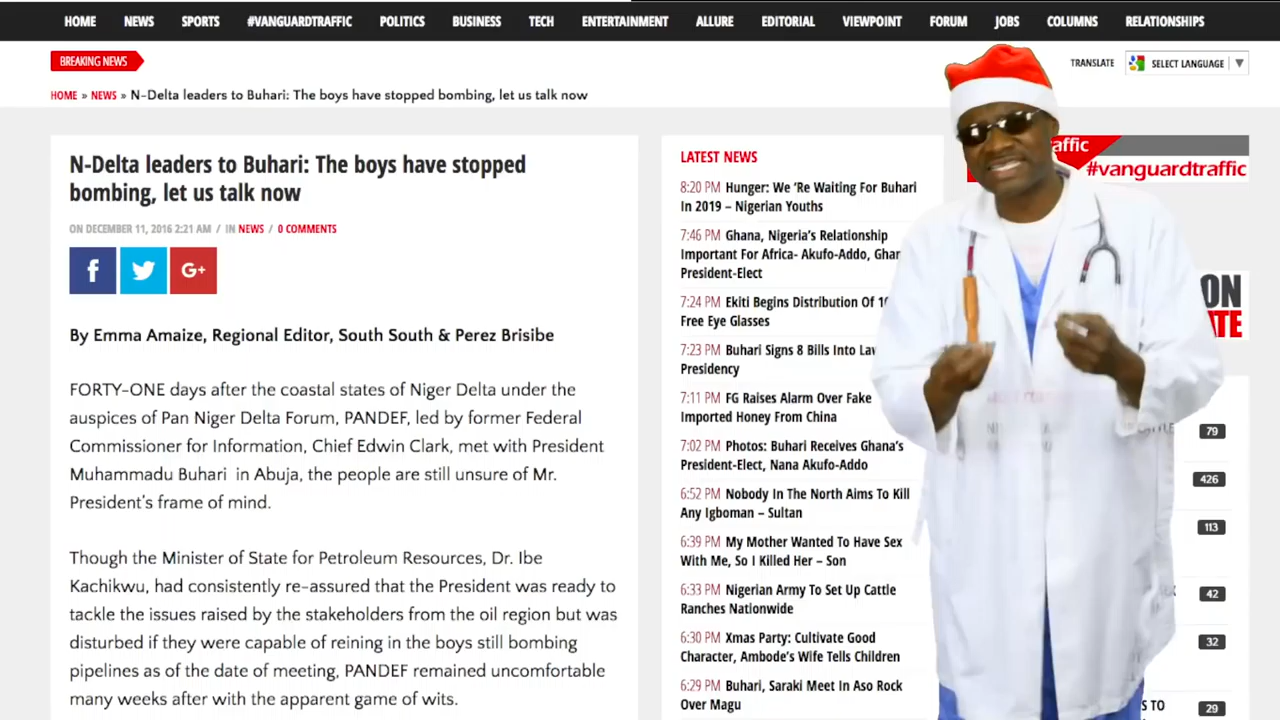 HOME NEWS SPORTS #VANGUARDTRAFFIC POLITICS BUSINESS TECH ENTERTAINMENT ALLURE EDITORIAL VIEWPOINT FORUM JOBS COLUMNS RELATIONSHIPS
BREAKING NEWS
TRANSLATE SELECT LANGUAGE ▼
HOME » NEWS » N-Delta leaders to Buhari: The boys have stopped bombing, let us talk now
N-Delta leaders to Buhari: The boys have stopped
bombing, let us talk now
ON DECEMBER 11, 2016 2:21 AM / IN NEWS / 0 COMMENTS
f G+
By Emma Amaize, Regional Editor, South South & Perez Brisibe
FORTY-ONE days after the coastal states of Niger Delta under the
auspices of Pan Niger Delta Forum, PANDEF, led by former Federal
Commissioner for Information, Chief Edwin Clark, met with President
Muhammadu Buhari in Abuja, the people are still unsure of Mr.
President's frame of mind.
Though the Minister of State for Petroleum Resources, Dr. Ibe
Kachikwu, had consistently re-assured that the President was ready to
tackle the issues raised by the stakeholders from the oil region but was
disturbed if they were capable of reining in the boys still bombing
pipelines as of the date of meeting, PANDEF remained uncomfortable
many weeks after with the apparent game of wits.
LATEST NEWS
8:20 PM Hunger: We 'Re Waiting For Buhari
In 2019 – Nigerian Youths
7:46 PM Ghana, Nigeria's Relationship
Important For Africa- Akufo-Addo, Ghan
President-Elect
7:24 PM Ekiti Begins Distribution Of
Free Eye Glasses
7:23 PM Buhari Signs 8 Bills Into Law
Presidency
7:11 PM FG Raises Alarm Over Fake
Imported Honey From China
7:02 PM Photos: Buhari Receives Ghana's
President-Elect, Nana Akufo-Addo
6:52 PM Nobody In The North Aims To Kill
Any Igboman – Sultan
6:39 PM My Mother Wanted To Have Sex
With Me, So I Killed Her – Son
6:33 PM Nigerian Army To Set Up Cattle
Ranches Nationwide
6:30 PM Xmas Party: Cultivate Good
Character, Ambode's Wife Tells Children
6:29 PM Buhari, Saraki Meet In Aso Rock
Over Magu
affic
#vanguardtraffic
ON
TE
79
426
113
42
32
S TO 29